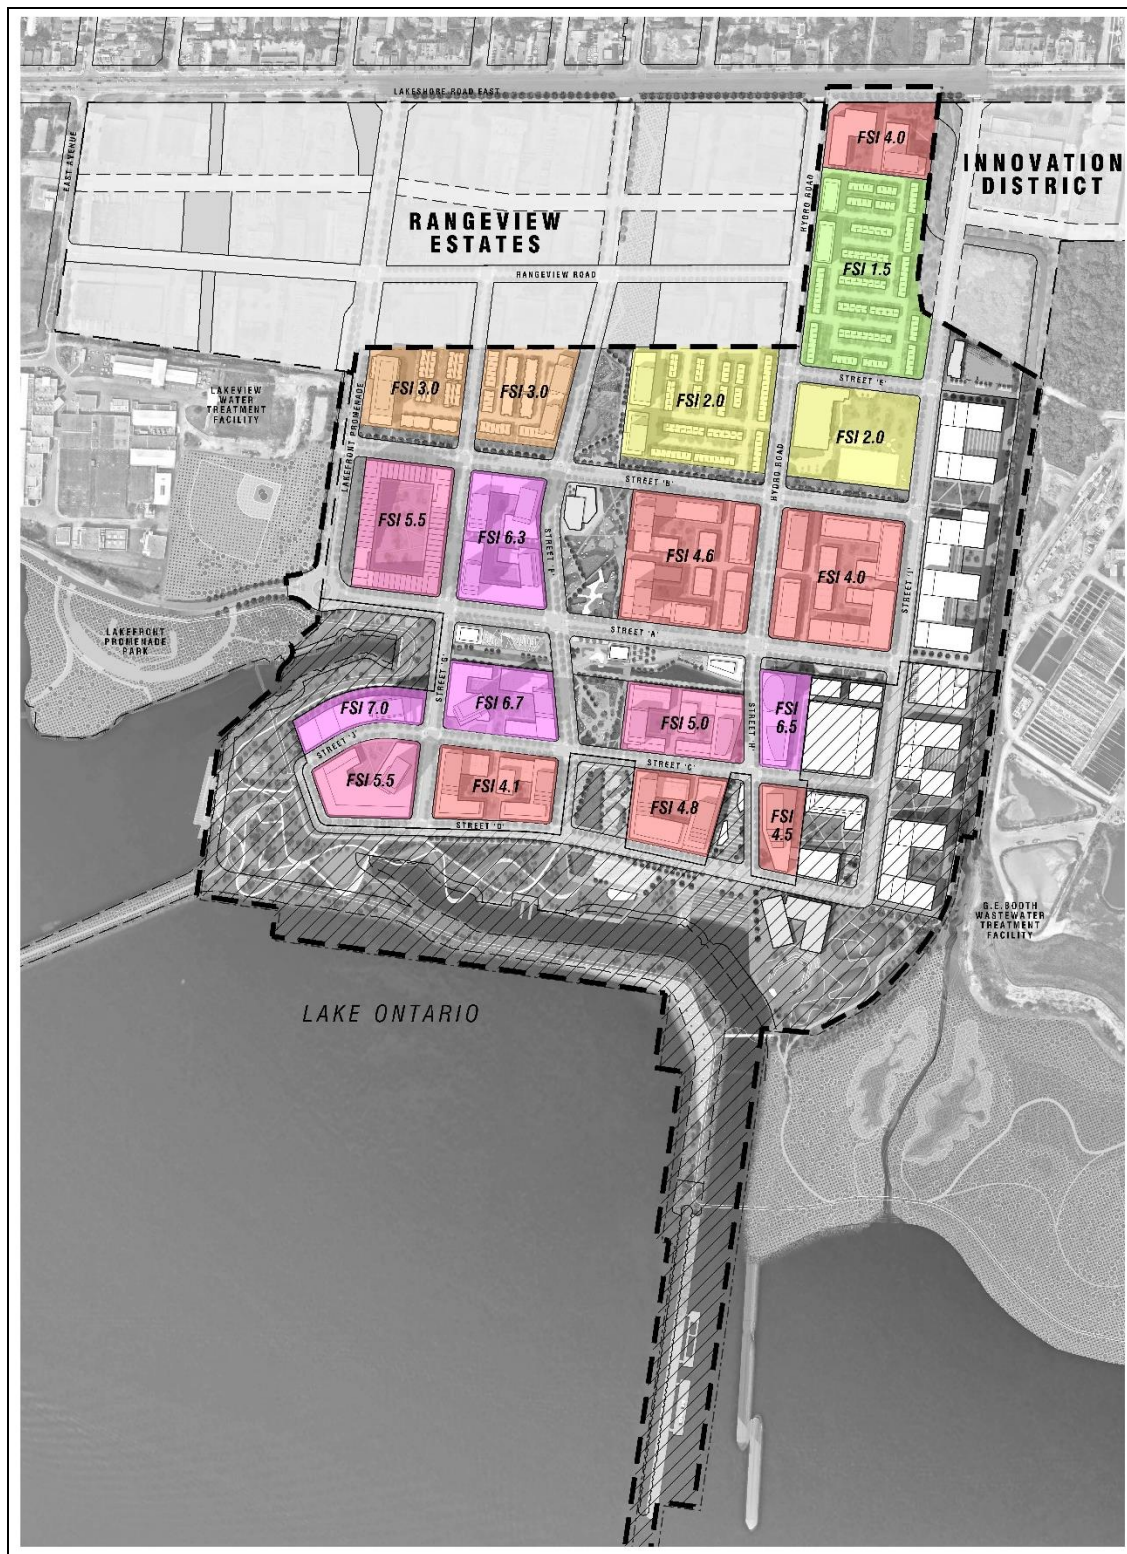 LAKESHORE ROAD EAST
EAST AVENUE
HYDRO ROAD
FSI 4.0
INNOVATION
DISTRICT
RANGEVIEW
ESTATES
RANGEVIEW ROAD
FSI 1.5
STREET 'E'
LAKEVIEW
WATER
TREATMENT
FACILITY
LAKEFRONT PROMENADE
FSI 3.0
FSI 3.0
FSI 2.0
HYDRO ROAD
FSI 2.0
STREET 'B'
FSI 5.5
FSI 6.3
STREET 'F'
FSI 4.6
FSI 4.0
STREET 'I'
LAKEFRONT
PROMENADE
PARK
STREET 'A'
STREET 'G'
FSI 7.0
FSI 6.7
FSI 5.0
STREET 'H'
FSI
6.5
STREET 'J'
STREET 'C'
FSI 5.5
FSI 4.1
FSI 4.8
FSI
4.5
STREET 'D'
G.E. BOOTH
WASTEWATER
TREATMENT
FACILITY
LAKE ONTARIO